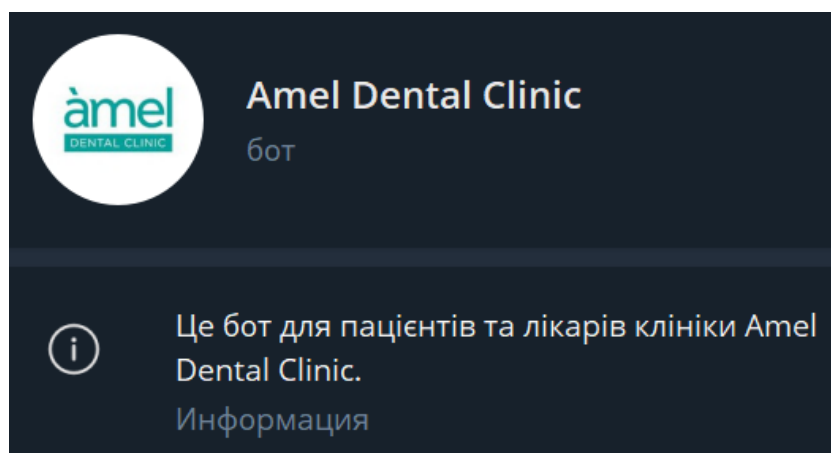 àmel
DENTAL CLINIC
Amel Dental Clinic
бот
Це бот для пацієнтів та лікарів клініки Amel
Dental Clinic.
Информация